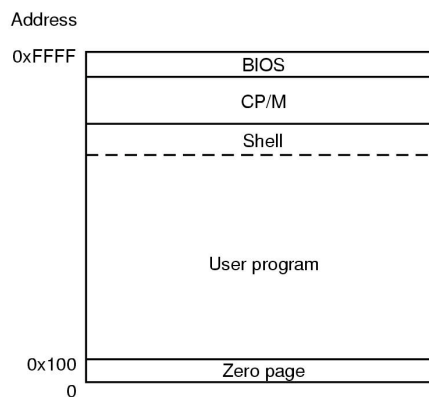 Address
0xFFFF
BIOS
CP/M
Shell
User program
0x100
Zero page
0